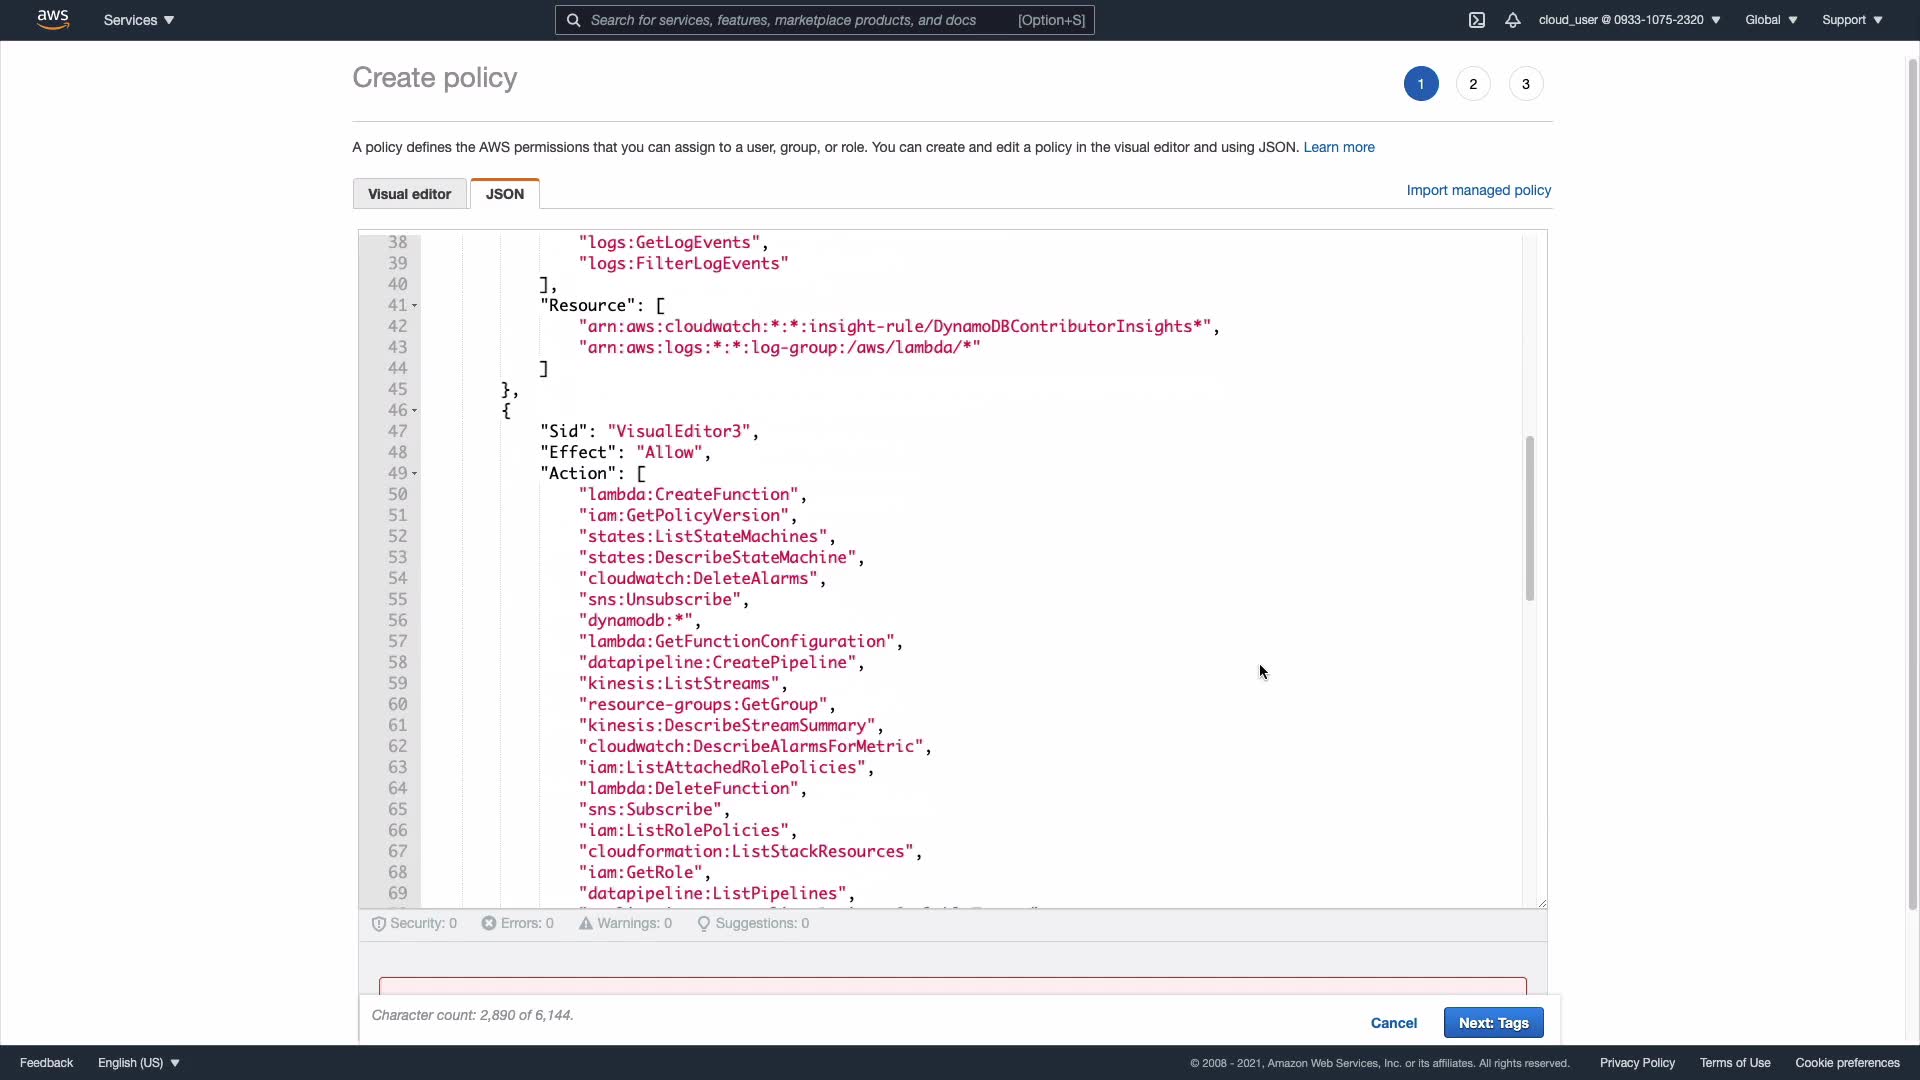 aws
Services ▼
Search for services, features, marketplace products, and docs [Option+S]
cloud_user @ 0933-1075-2320 ▼
Global ▼
Support ▼
Create policy
1
2
3
A policy defines the AWS permissions that you can assign to a user, group, or role. You can create and edit a policy in the visual editor and using JSON. Learn more
Visual editor
JSON
Import managed policy
38 "logs:GetLogEvents",
39 "logs:FilterLogEvents"
40 ],
41 "Resource": [
42 "arn:aws:cloudwatch:*:*:insight-rule/DynamoDBContributorInsights*",
43 "arn:aws:logs:*:*:log-group:/aws/lambda/*"
44 ]
45 },
46 {
47 "Sid": "VisualEditor3",
48 "Effect": "Allow",
49 "Action": [
50 "lambda:CreateFunction",
51 "iam:GetPolicyVersion",
52 "states:ListStateMachines",
53 "states:DescribeStateMachine",
54 "cloudwatch:DeleteAlarms",
55 "sns:Unsubscribe",
56 "dynamodb:*",
57 "lambda:GetFunctionConfiguration",
58 "datapipeline:CreatePipeline",
59 "kinesis:ListStreams",
60 "resource-groups:GetGroup",
61 "kinesis:DescribeStreamSummary",
62 "cloudwatch:DescribeAlarmsForMetric",
63 "iam:ListAttachedRolePolicies",
64 "lambda:DeleteFunction",
65 "sns:Subscribe",
66 "iam:ListRolePolicies",
67 "cloudformation:ListStackResources",
68 "iam:GetRole",
69 "datapipeline:ListPipelines",
Security: 0
Errors: 0
Warnings: 0
Suggestions: 0
Character count: 2,890 of 6,144.
Cancel
Next: Tags
Feedback
English (US) ▼
© 2008 - 2021, Amazon Web Services, Inc. or its affiliates. All rights reserved.
Privacy Policy
Terms of Use
Cookie preferences